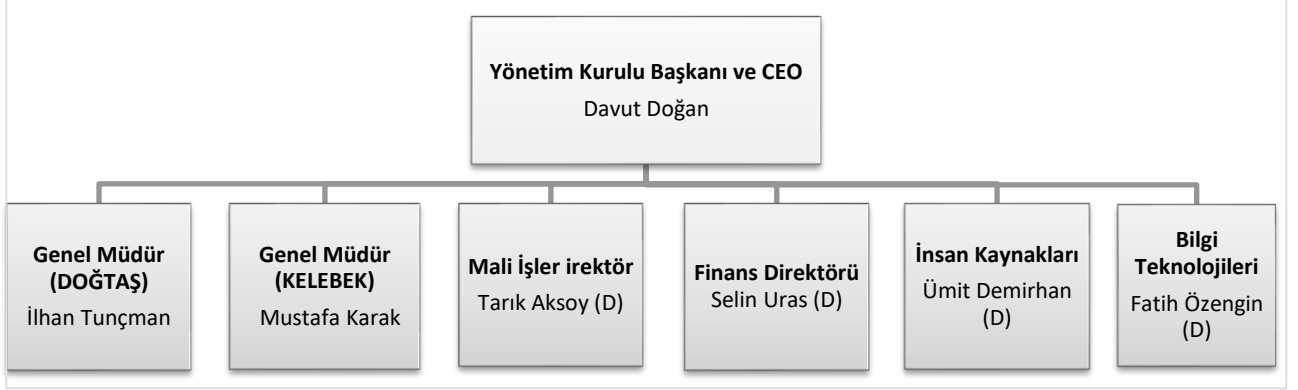 Yönetim Kurulu Başkanı ve CEO
Davut Doğan
Genel Müdür
(DOĞTAŞ)
İlhan Tunçman
Genel Müdür
(KELEBEK)
Mustafa Karak
Mali İşler irektör
Tarık Aksoy (D)
Finans Direktörü
Selin Uras (D)
İnsan Kaynakları
Ümit Demirhan
(D)
Bilgi
Teknolojileri
Fatih Özengin
(D)